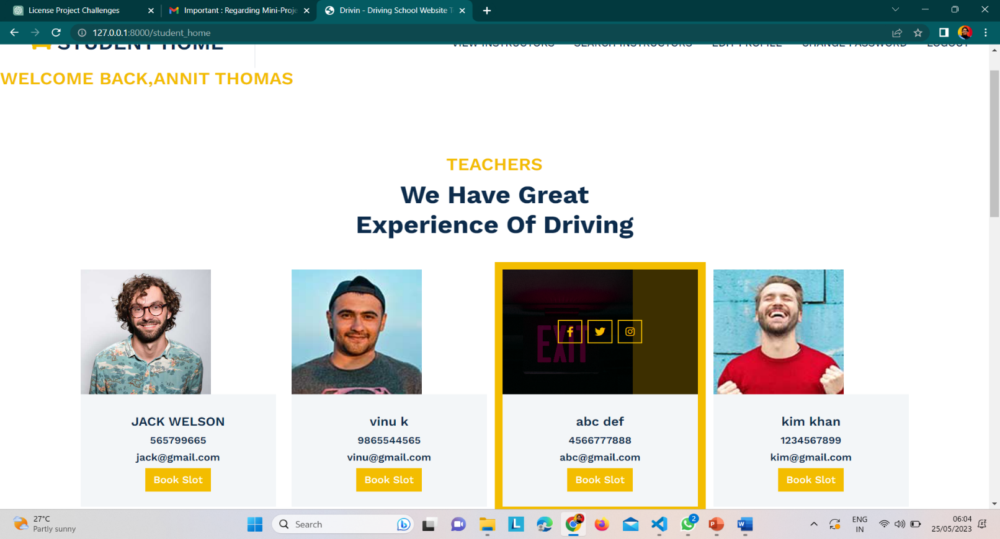 License Project Challenges
Important : Regarding Mini-Proje
Drivin - Driving School Website T
127.0.0.1:8000/student_home
STUDENT HOME
VIEW INSTRUCTORS
SEARCH INSTRUCTORS
EDIT PROFILE
CHANGE PASSWORD
LOGOUT
WELCOME BACK,ANNIT THOMAS
TEACHERS
We Have Great
Experience Of Driving
EXIT
JACK WELSON
565799665
jack@gmail.com
Book Slot
vinu k
9865544565
vinu@gmail.com
Book Slot
abc def
4566777888
abc@gmail.com
Book Slot
kim khan
1234567899
kim@gmail.com
Book Slot
27°C
Partly sunny
Search
L
2
P
W
ENG
IN
06:04
25/05/2023